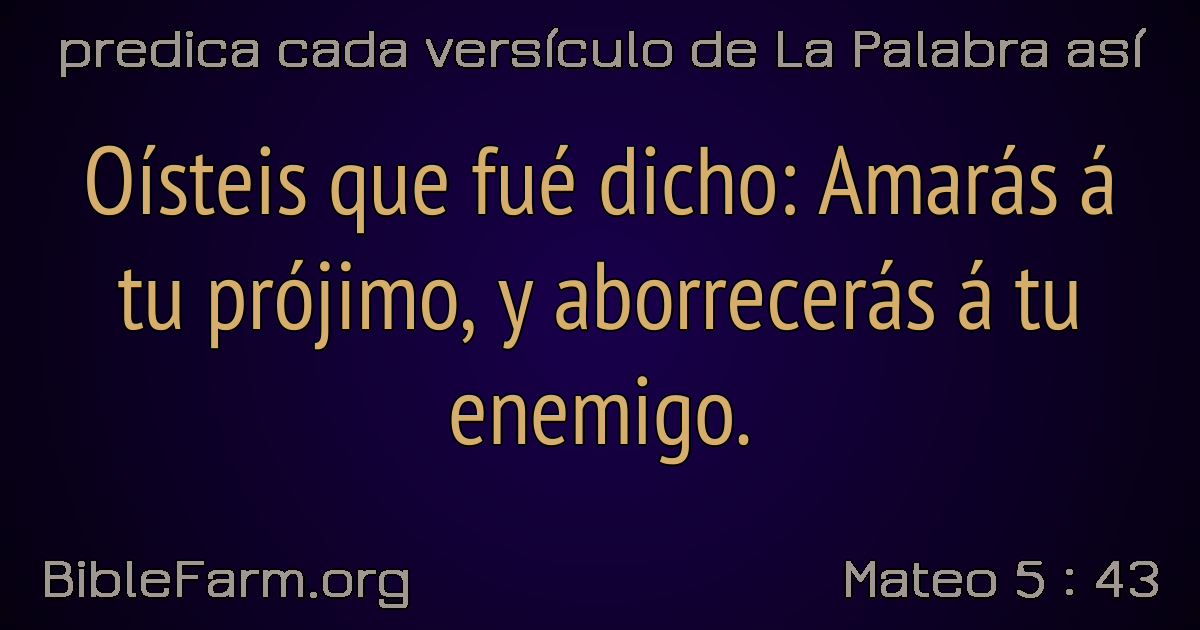 predica cada versículo de La Palabra así
Oísteis que fué dicho: Amarás á
tu prójimo, y aborrecerás á tu
enemigo.
BibleFarm.org
Mateo 5 : 43